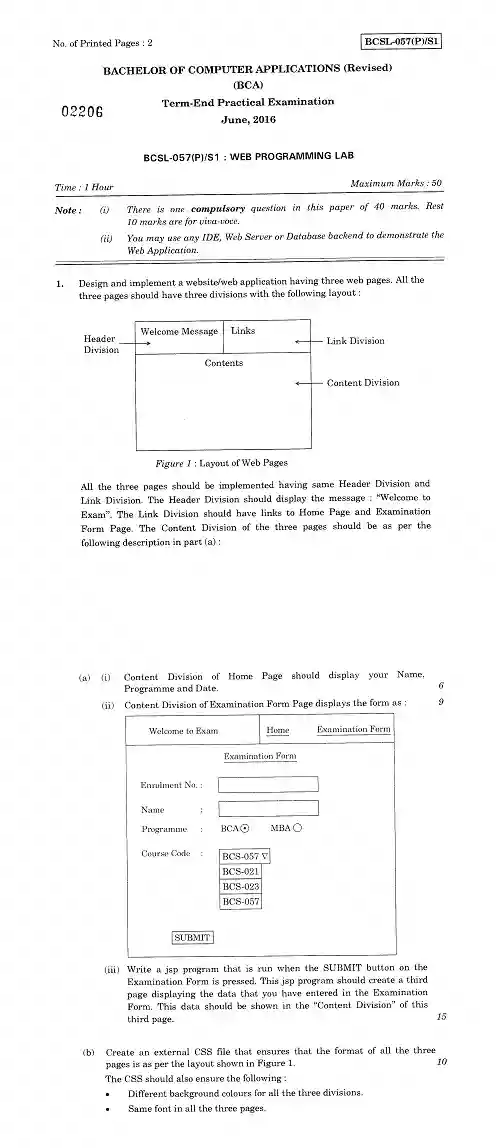 No. of Printed Pages : 2
BCSL-057(P)/S1
BACHELOR OF COMPUTER APPLICATIONS (Revised)
(BCA)
02206
Term-End Practical Examination
June, 2016
BCSL-057(P)/S1 : WEB PROGRAMMING LAB
Time : 1 Hour
Maximum Marks : 50
Note : (i) There is one compulsory question in this paper of 40 marks. Rest
10 marks are for viva-voce.
(ii) You may use any IDE, Web Server or Database backend to demonstrate the
Web Application.
1. Design and implement a website/web application having three web pages. All the
three pages should have three divisions with the following layout :
Header
Division
Welcome Message
Links
Link Division
Contents
Content Division
Figure 1 : Layout of Web Pages
All the three pages should be implemented having same Header Division and
Link Division. The Header Division should display the message : "Welcome to
Exam". The Link Division should have links to Home Page and Examination
Form Page. The Content Division of the three pages should be as per the
following description in part (a) :
(a) (i) Content Division of Home Page should display your Name,
Programme and Date. 6
(ii) Content Division of Examination Form Page displays the form as : 9
Welcome to Exam
Home
Examination Form
Examination Form
Enrolment No. :
Name :
Programme : BCA MBA
Course Code : BCS-057 ∇
BCS-021
BCS-023
BCS-057
SUBMIT
(iii) Write a jsp program that is run when the SUBMIT button on the
Examination Form is pressed. This jsp program should create a third
page displaying the data that you have entered in the Examination
Form. This data should be shown in the "Content Division" of this
third page. 15
(b) Create an external CSS file that ensures that the format of all the three
pages is as per the layout shown in Figure 1. 10
The CSS should also ensure the following :
• Different background colours for all the three divisions.
• Same font in all the three pages.